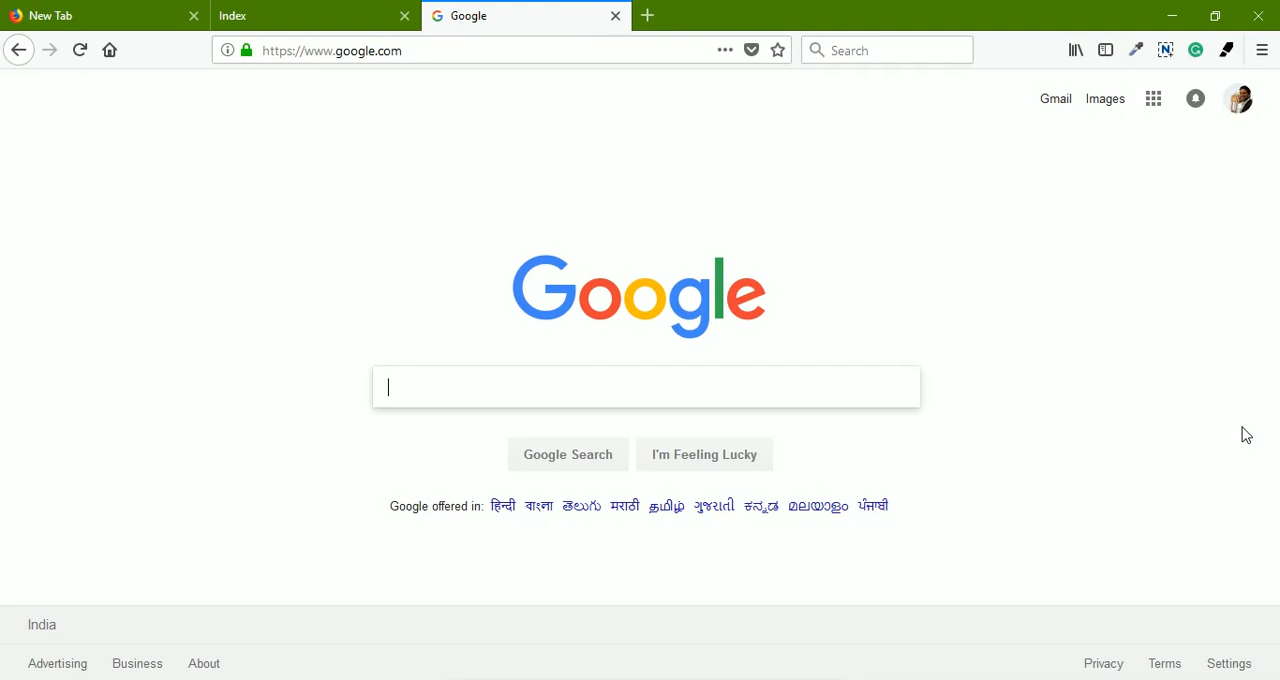 New Tab
Index
Google
https://www.google.com
Search
Gmail Images
Google
Google Search
I'm Feeling Lucky
Google offered in: हिन्दी বাংলা తెలుగు मराठी தமிழ் ગુજરાતી ಕನ್ನಡ മലയാളം ਪੰਜਾਬੀ
India
Advertising Business About Privacy Terms Settings